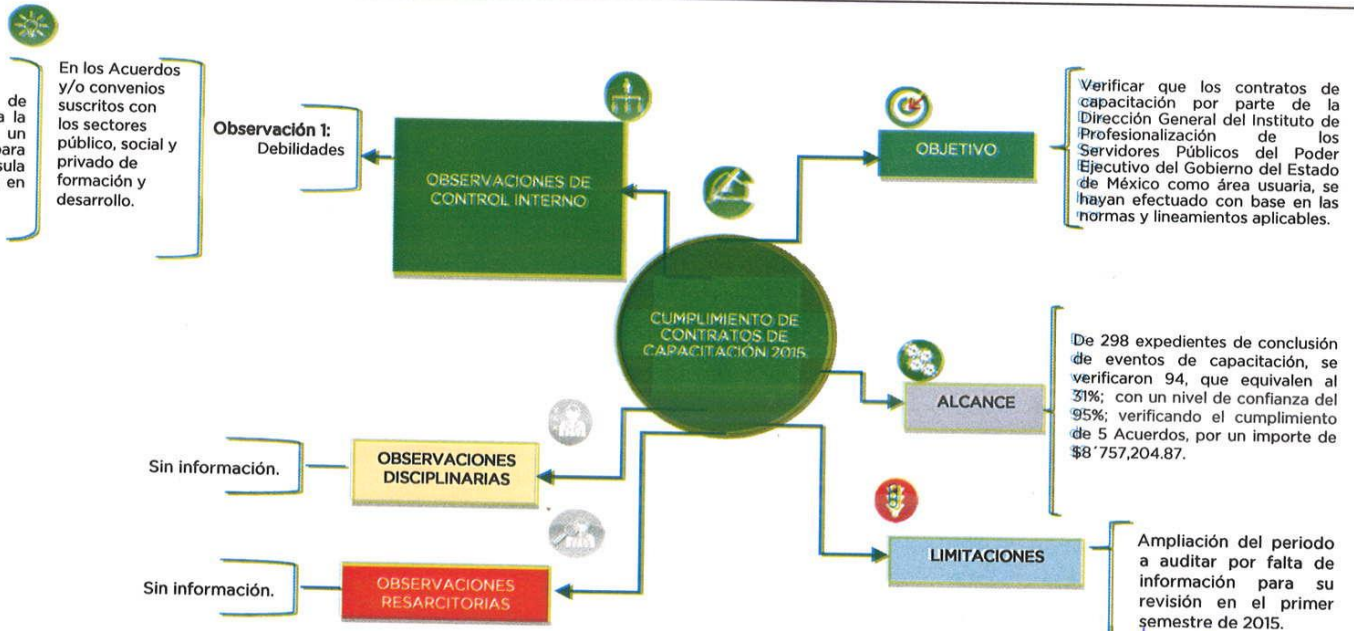 de
a la
un
para
sula
en
En los Acuerdos
y/o convenios
suscritos con
los sectores
público, social y
privado de
formación y
desarrollo.
Observación 1:
Debilidades
OBSERVACIONES DE
CONTROL INTERNO
OBJETIVO
Verificar que los contratos de
capacitación por parte de la
Dirección General del Instituto de
Profesionalización de los
Servidores Públicos del Poder
Ejecutivo del Gobierno del Estado
de México como área usuaria, se
hayan efectuado con base en las
normas y lineamientos aplicables.
CUMPLIMIENTO DE
CONTRATOS DE
CAPACITACIÓN 2015
ALCANCE
De 298 expedientes de conclusión
de eventos de capacitación, se
verificaron 94, que equivalen al
31%; con un nivel de confianza del
95%; verificando el cumplimiento
de 5 Acuerdos, por un importe de
$8´757,204.87.
Sin información.
OBSERVACIONES
DISCIPLINARIAS
LIMITACIONES
Ampliación del periodo
a auditar por falta de
información para su
revisión en el primer
semestre de 2015.
Sin información.
OBSERVACIONES
RESARCITORIAS